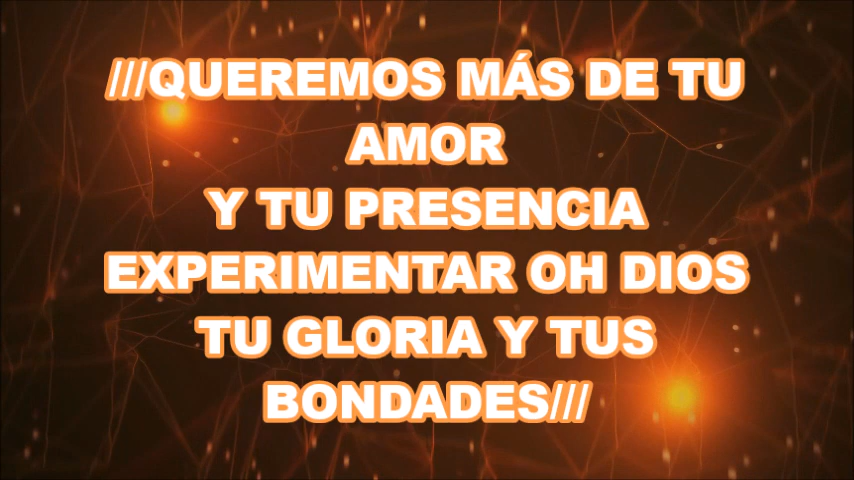 ///QUEREMOS MÁS DE TU
AMOR
Y TU PRESENCIA
EXPERIMENTAR OH DIOS
TU GLORIA Y TUS
BONDADES///